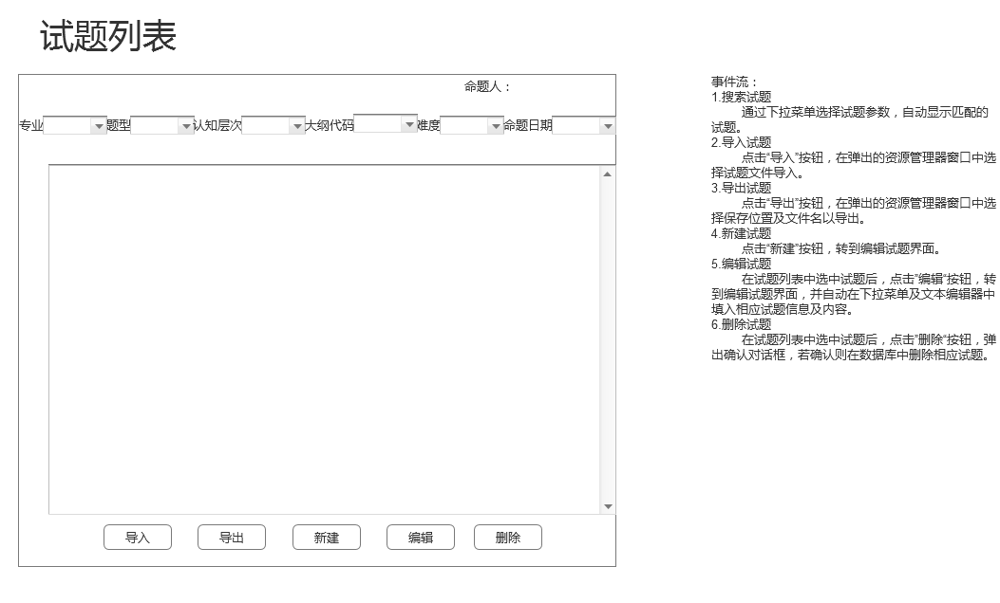 试题列表
命题人：
专业 题型 认知层次 大纲代码 难度 命题日期
导入 导出 新建 编辑 删除
事件流：
1.搜索试题
通过下拉菜单选择试题参数，自动显示匹配的
试题。
2.导入试题
点击“导入”按钮，在弹出的资源管理器窗口中选
择试题文件导入。
3.导出试题
点击“导出”按钮，在弹出的资源管理器窗口中选
择保存位置及文件名以导出。
4.新建试题
点击“新建”按钮，转到编辑试题界面。
5.编辑试题
在试题列表中选中试题后，点击”编辑“按钮，转
到编辑试题界面，并自动在下拉菜单及文本编辑器中
填入相应试题信息及内容。
6.删除试题
在试题列表中选中试题后，点击”删除“按钮，弹
出确认对话框，若确认则在数据库中删除相应试题。